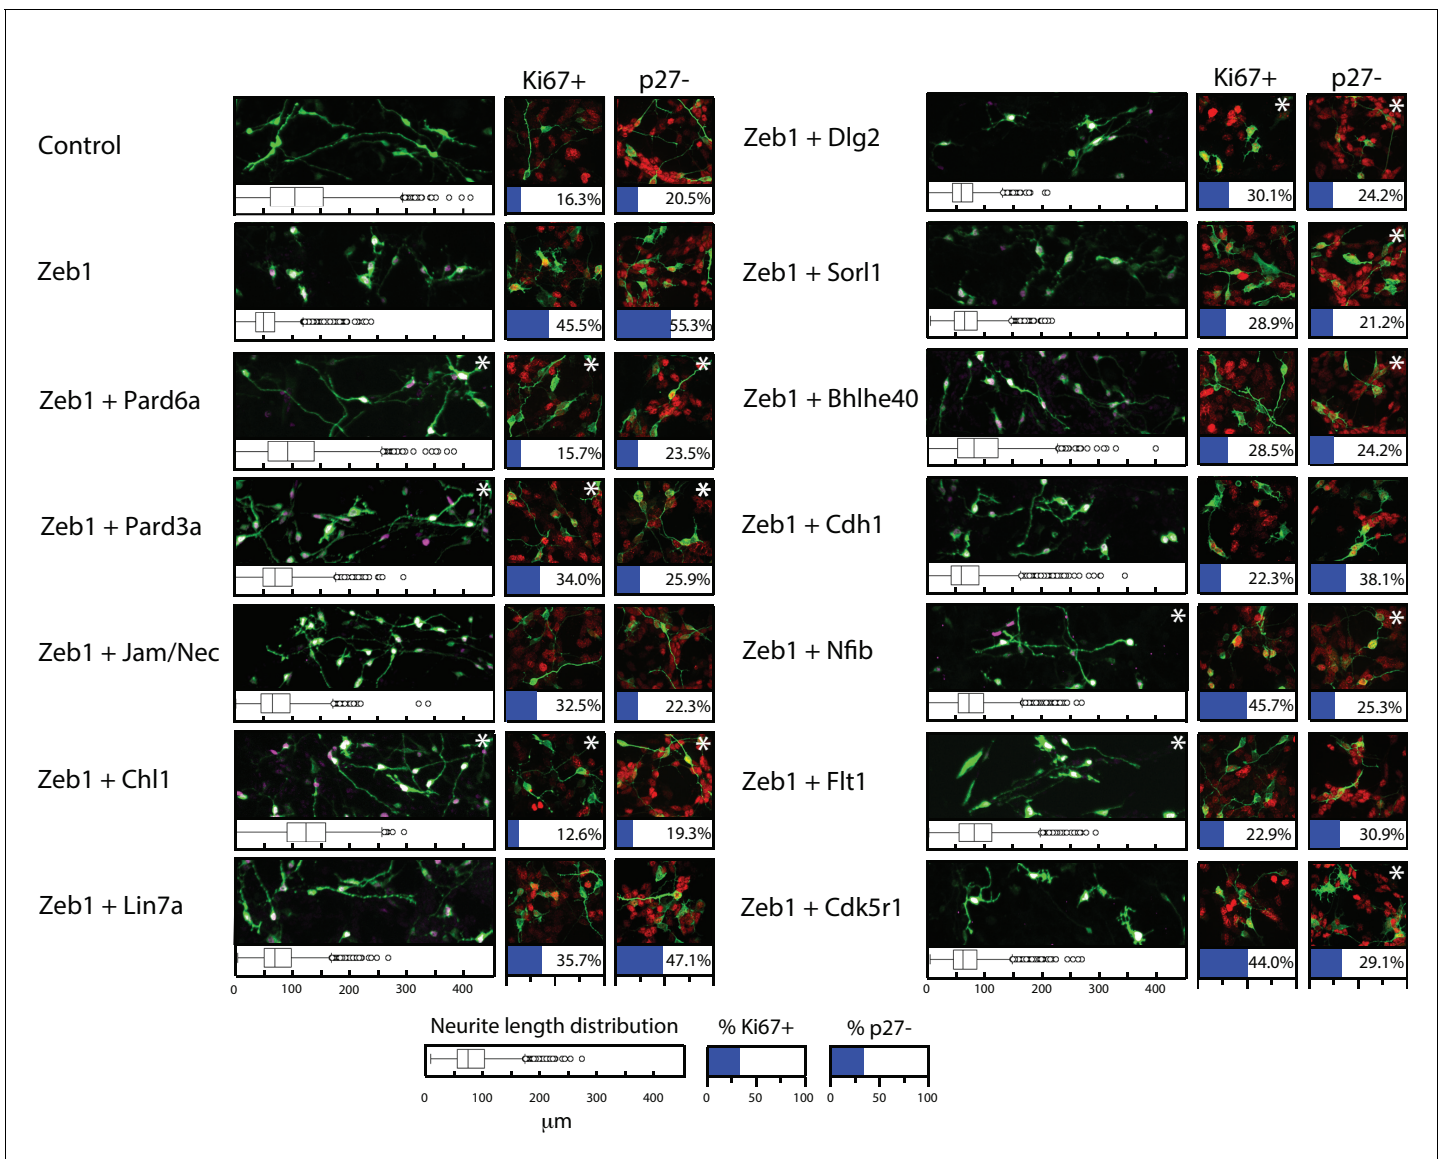 Ki67+ p27-
Control
16.3% 20.5%
Zeb1
45.5% 55.3%
Zeb1 + Pard6a * * *
15.7% 23.5%
Zeb1 + Pard3a * * *
34.0% 25.9%
Zeb1 + Jam/Nec
32.5% 22.3%
Zeb1 + Chl1 * * *
12.6% 19.3%
Zeb1 + Lin7a
35.7% 47.1%
0 100 200 300 400
Ki67+ p27-
Zeb1 + Dlg2 * *
30.1% 24.2%
Zeb1 + Sorl1 *
28.9% 21.2%
Zeb1 + Bhlhe40 *
28.5% 24.2%
Zeb1 + Cdh1
22.3% 38.1%
Zeb1 + Nfib * *
45.7% 25.3%
Zeb1 + Flt1 *
22.9% 30.9%
Zeb1 + Cdk5r1 *
44.0% 29.1%
0 100 200 300 400
Neurite length distribution % Ki67+ % p27-
0 100 200 300 400 0 50 100 0 50 100
μm